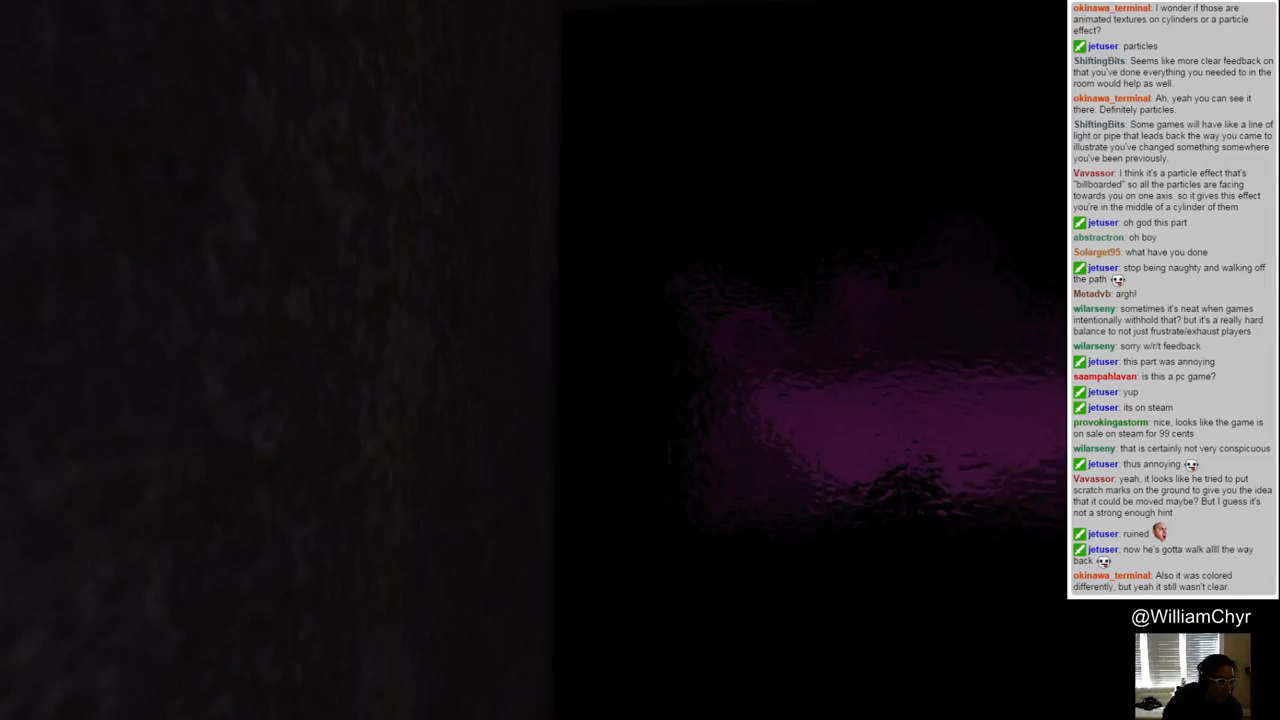 okinawa_terminal: I wonder if those are
animated textures on cylinders or a particle
effect?
jetuser: particles
ShiftingBits: Seems like more clear feedback on
that you've done everything you needed to in the
room would help as well.
okinawa_terminal: Ah, yeah you can see it
there. Definitely particles.
ShiftingBits: Some games will have like a line of
light or pipe that leads back the way you came to
illustrate you've changed something somewhere
you've been previously.
Vavassor: I think it's a particle effect that's
"billboarded" so all the particles are facing
towards you on one axis. so it gives this effect
you're in the middle of a cylinder of them
jetuser: oh god this part
abstractron: oh boy
Solarget95: what have you done
jetuser: stop being naughty and walking off
the path
Metadvb: argh!
wilarseny: sometimes it's neat when games
intentionally withhold that? but it's a really hard
balance to not just frustrate/exhaust players
wilarseny: sorry w/r/t feedback
jetuser: this part was annoying
saampahlavan: is this a pc game?
jetuser: yup
jetuser: its on steam
provokingastorm: nice, looks like the game is
on sale on steam for 99 cents
wilarseny: that is certainly not very conspicuous
jetuser: thus annoying
Vavassor: yeah, it looks like he tried to put
scratch marks on the ground to give you the idea
that it could be moved maybe? But I guess it's
not a strong enough hint
jetuser: ruined
jetuser: now he's gotta walk allll the way
back
okinawa_terminal: Also it was colored
differently, but yeah it still wasn't clear.
@WilliamChyr